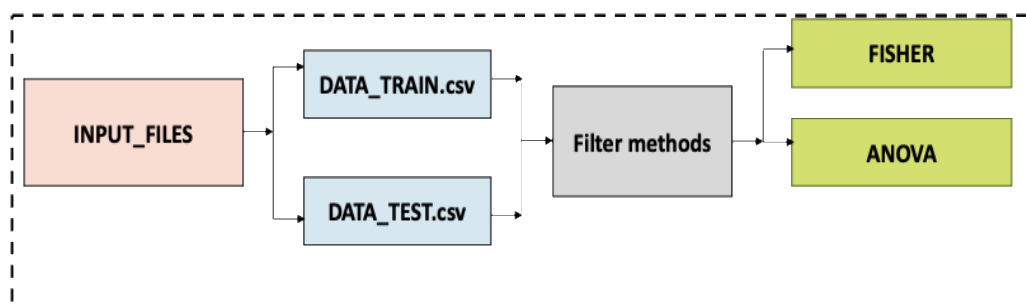 INPUT_FILES
DATA_TRAIN.csv
DATA_TEST.csv
Filter methods
FISHER
ANOVA